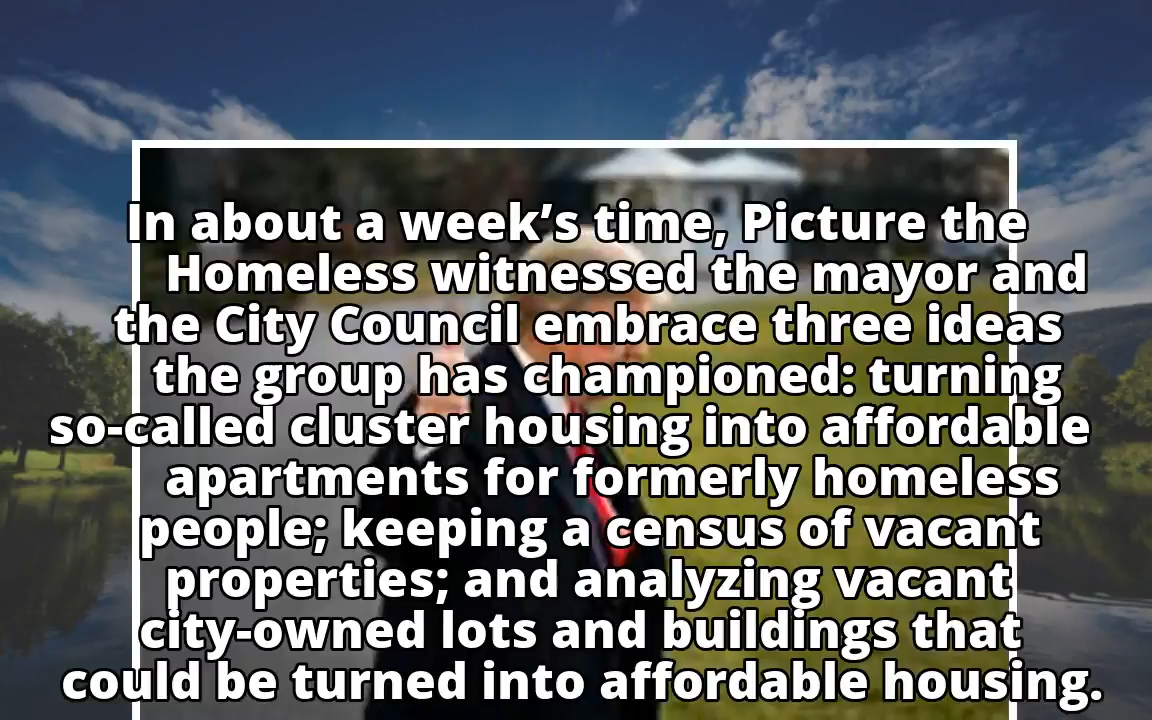 In about a week’s time, Picture the
Homeless witnessed the mayor and
the City Council embrace three ideas
the group has championed: turning
so-called cluster housing into affordable
apartments for formerly homeless
people; keeping a census of vacant
properties; and analyzing vacant
city-owned lots and buildings that
could be turned into affordable housing.